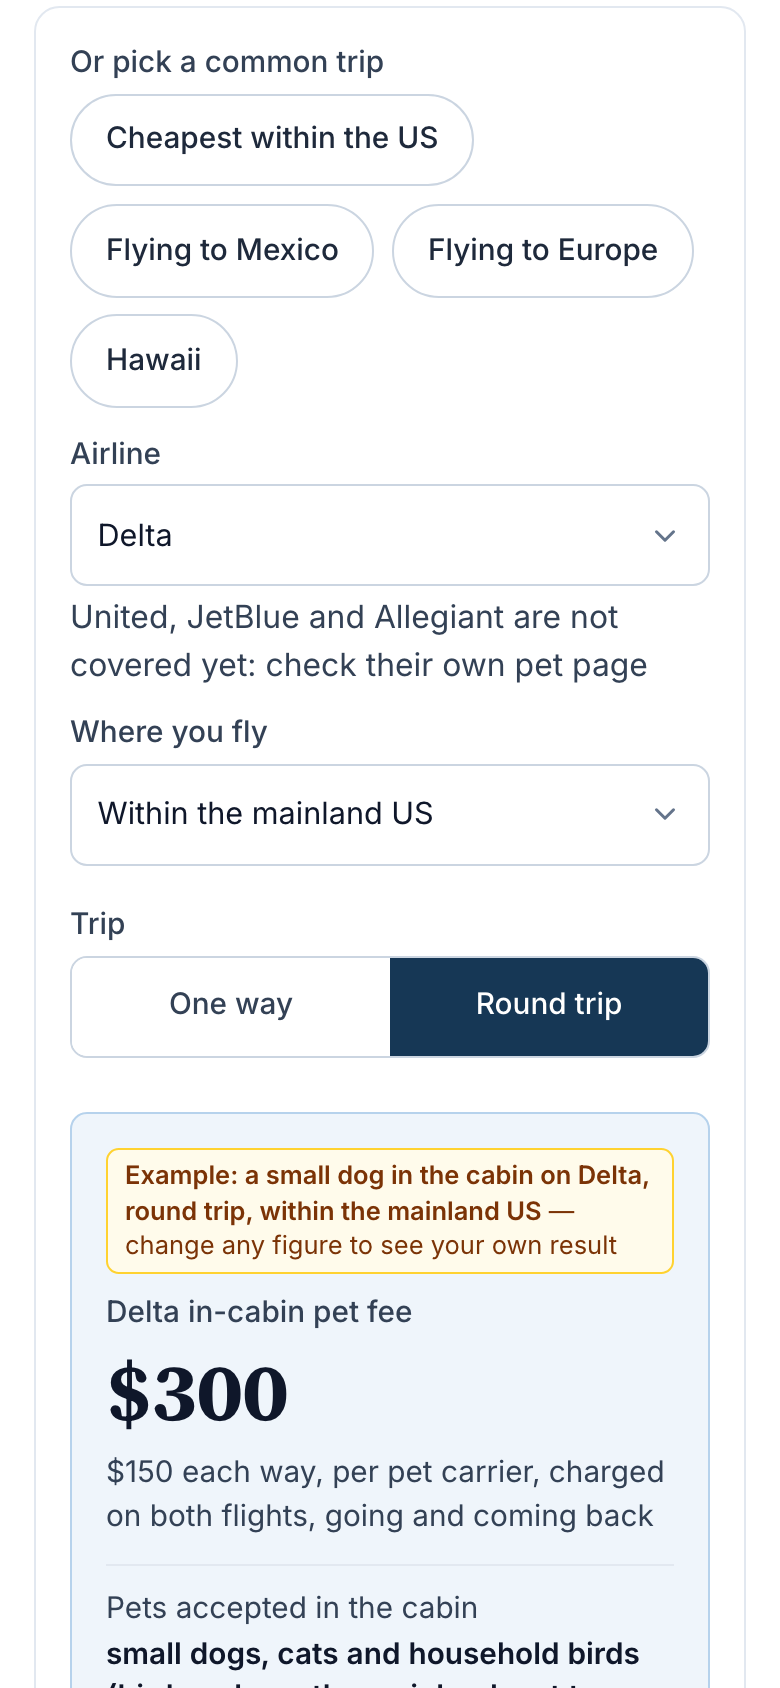 Or pick a common trip
Cheapest within the US
Flying to Mexico
Flying to Europe
Hawaii
Airline
Delta
United, JetBlue and Allegiant are not
covered yet: check their own pet page
Where you fly
Within the mainland US
Trip
One way
Round trip
Example: a small dog in the cabin on Delta,
round trip, within the mainland US —
change any figure to see your own result
Delta in-cabin pet fee
$300
$150 each way, per pet carrier, charged
on both flights, going and coming back
Pets accepted in the cabin
small dogs, cats and household birds